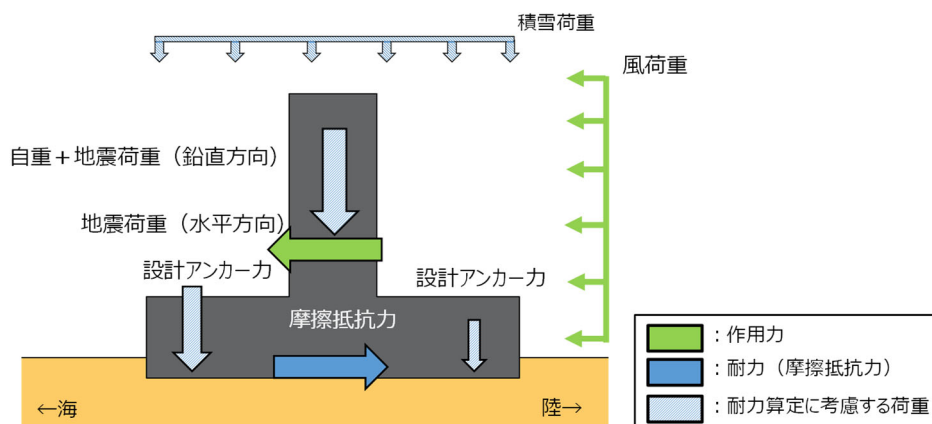 積雪荷重
風荷重
自重+地震荷重(鉛直方向)
地震荷重(水平方向)
設計アンカー力
設計アンカー力
摩擦抵抗力
:作用力
:耐力(摩擦抵抗力)
:耐力算定に考慮する荷重
←海
陸→